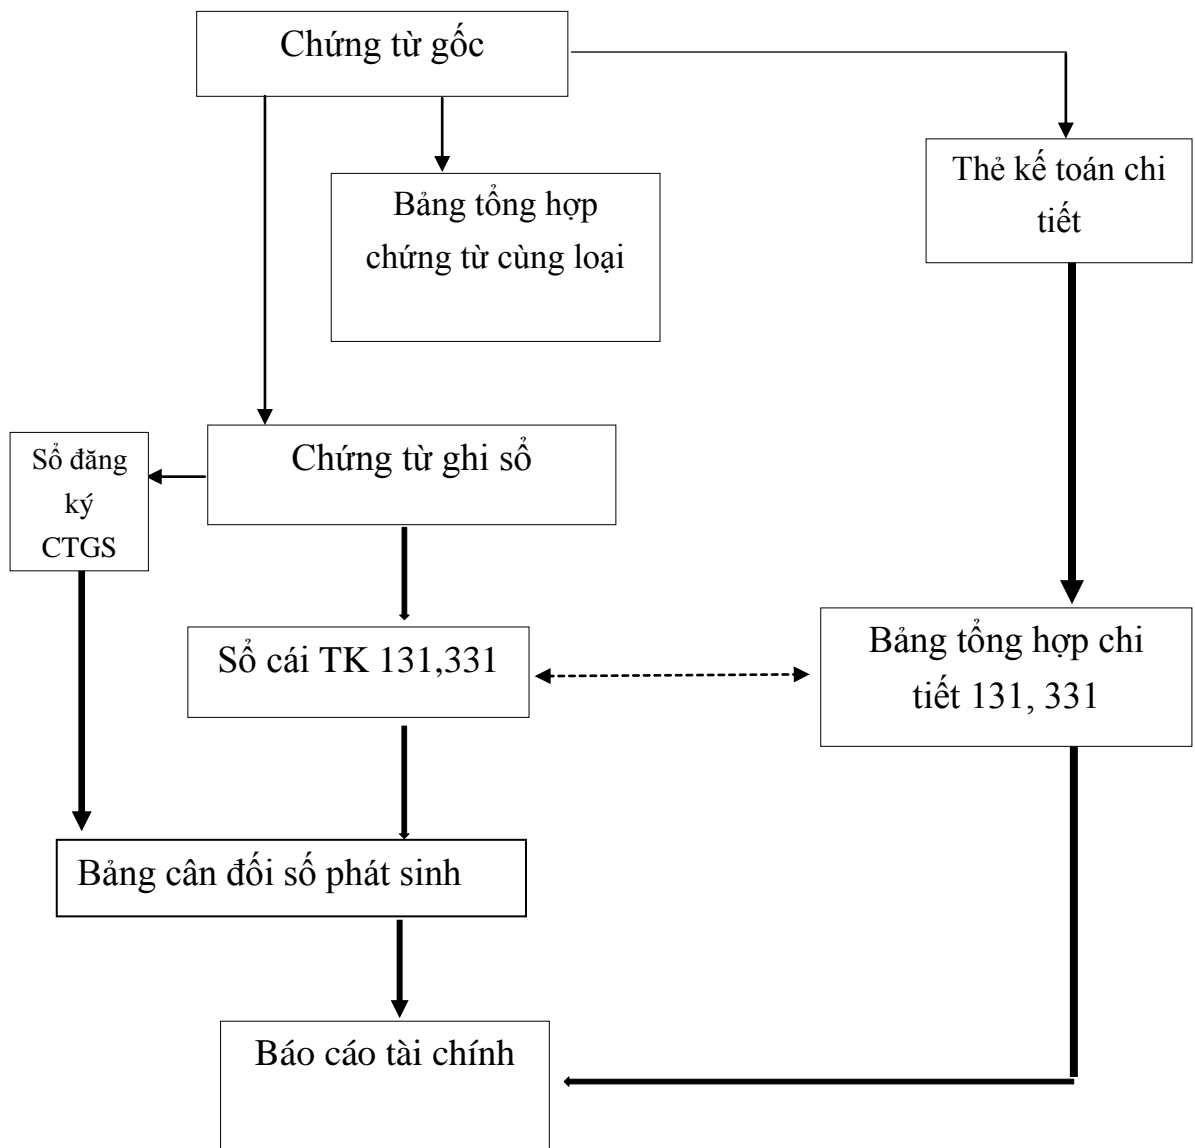 Chứng từ gốc
Thẻ kế toán chi
tiết
Bảng tổng hợp
chứng từ cùng loại
Sổ đăng
ký
CTGS
Chứng từ ghi sổ
Sổ cái TK 131,331
Bảng tổng hợp chi
tiết 131, 331
Bảng cân đối số phát sinh
Báo cáo tài chính